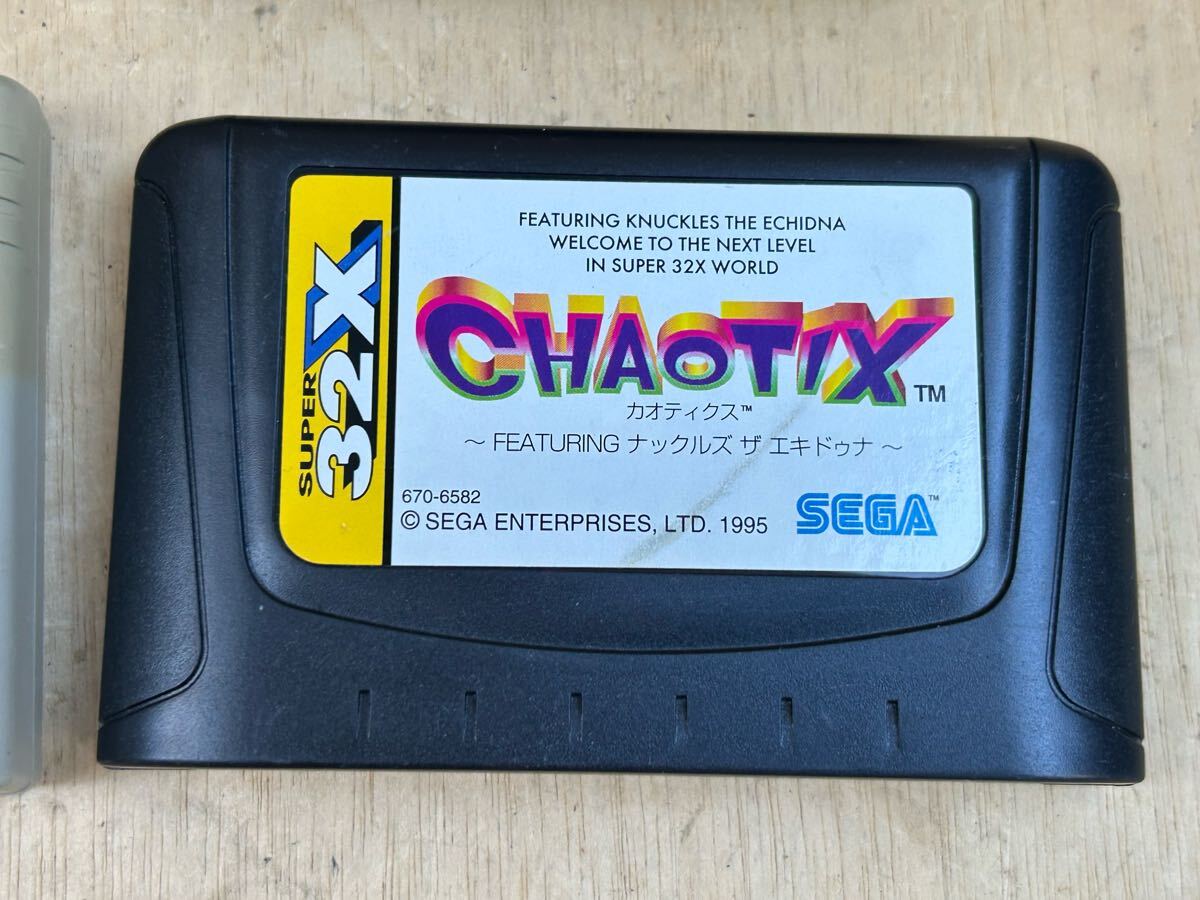 SUPER 32X
FEATURING KNUCKLES THE ECHIDNA
WELCOME TO THE NEXT LEVEL
IN SUPER 32X WORLD
CHAOTIX™
カオティクス™
～ FEATURING ナックルズ ザ エキドゥナ ～
670-6582
© SEGA ENTERPRISES, LTD. 1995
SEGA™